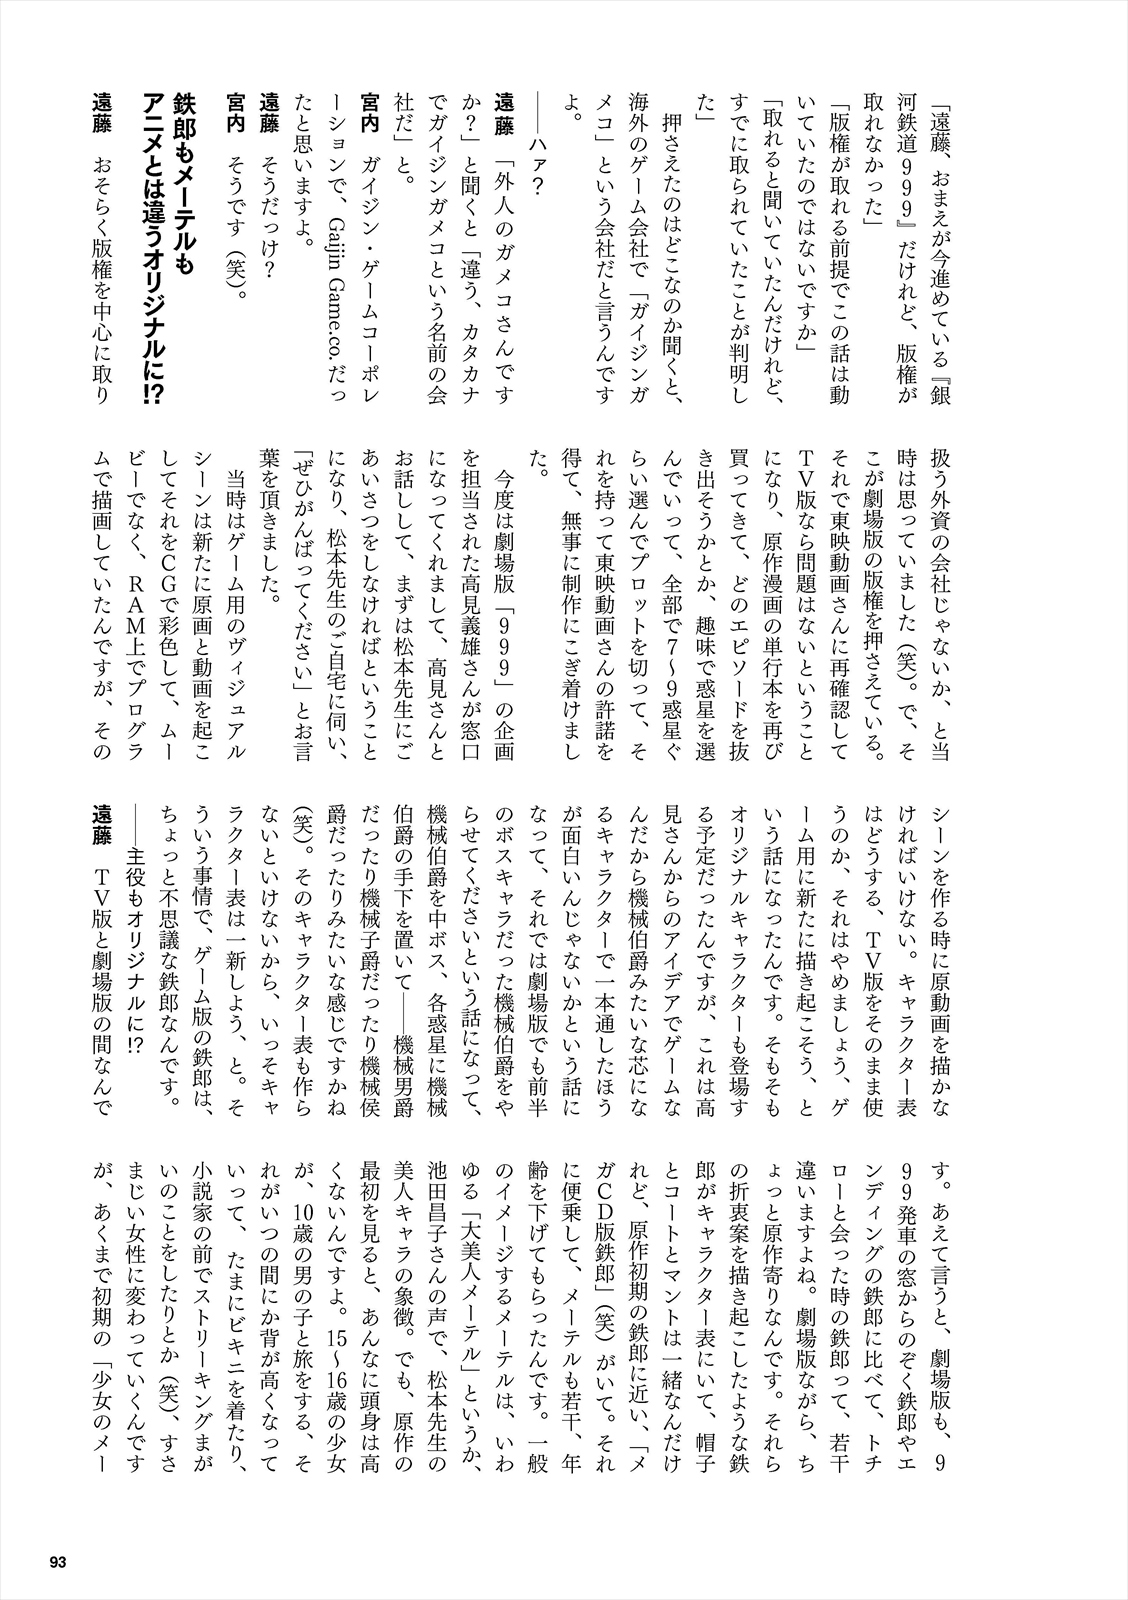 「遠藤、おまえが今進めている『銀
河鉄道９９９』だけれど、版権が
取れなかった」
「版権が取れる前提でこの話は動
いていたのではないですか」
「取れると聞いていたんだけれど、
すでに取られていたことが判明し
た」
　押さえたのはどこなのか聞くと、
海外のゲーム会社で「ガイジンガ
メコ」という会社だと言うんです
よ。
――ハァ？
遠藤　「外人のガメコさんです
か？」と聞くと「違う、カタカナ
でガイジンガメコという名前の会
社だ」と。
宮内　ガイジン・ゲームコーポレ
ーションで、Gaijin Game.co.だっ
たと思いますよ。
遠藤　そうだっけ？
宮内　そうです（笑）。
鉄郎もメーテルも
アニメとは違うオリジナルに!?
遠藤　おそらく版権を中心に取り
扱う外資の会社じゃないか、と当
時は思っていました（笑）。で、そ
こが劇場版の版権を押さえている。
それで東映動画さんに再確認して
ＴＶ版なら問題はないということ
になり、原作漫画の単行本を再び
買ってきて、どのエピソードを抜
き出そうかとか、趣味で惑星を選
んでいって、全部で７～９惑星ぐ
らい選んでプロットを切って、そ
れを持って東映動画さんの許諾を
得て、無事に制作にこぎ着けまし
た。
　今度は劇場版「９９９」の企画
を担当された高見義雄さんが窓口
になってくれまして、高見さんと
お話しして、まずは松本先生にご
あいさつをしなければということ
になり、松本先生のご自宅に伺い、
「ぜひがんばってください」とお言
葉を頂きました。
　当時はゲーム用のヴィジュアル
シーンは新たに原画と動画を起こ
してそれをＣＧで彩色して、ムー
ビーでなく、ＲＡＭ上でプログラ
ムで描画していたんですが、その
シーンを作る時に原動画を描かな
ければいけない。キャラクター表
はどうする、ＴＶ版をそのまま使
うのか、それはやめましょう、ゲ
ーム用に新たに描き起こそう、と
いう話になったんです。そもそも
オリジナルキャラクターも登場す
る予定だったんですが、これは高
見さんからのアイデアでゲームな
んだから機械伯爵みたいな芯にな
るキャラクターで一本通したほう
が面白いんじゃないかという話に
なって、それでは劇場版でも前半
のボスキャラだった機械伯爵をや
らせてくださいという話になって、
機械伯爵を中ボス、各惑星に機械
伯爵の手下を置いて――機械男爵
だったり機械子爵だったり機械侯
爵だったりみたいな感じですかね
（笑）。そのキャラクター表も作ら
ないといけないから、いっそキャ
ラクター表は一新しよう、と。そ
ういう事情で、ゲーム版の鉄郎は、
ちょっと不思議な鉄郎なんです。
――主役もオリジナルに!?
遠藤　ＴＶ版と劇場版の間なんで
す。あえて言うと、劇場版も、９
９９発車の窓からのぞく鉄郎やエ
ンディングの鉄郎に比べて、トチ
ローと会った時の鉄郎って、若干
違いますよね。劇場版ながら、ち
ょっと原作寄りなんです。それら
の折衷案を描き起こしたような鉄
郎がキャラクター表にいて、帽子
とコートとマントは一緒なんだけ
れど、原作初期の鉄郎に近い、「メ
ガＣＤ版鉄郎」（笑）がいて。それ
に便乗して、メーテルも若干、年
齢を下げてもらったんです。一般
のイメージするメーテルは、いわ
ゆる「大美人メーテル」というか、
池田昌子さんの声で、松本先生の
美人キャラの象徴。でも、原作の
最初を見ると、あんなに頭身は高
くないんですよ。15～16歳の少女
が、10歳の男の子と旅をする、そ
れがいつの間にか背が高くなって
いって、たまにビキニを着たり、
小説家の前でストリーキングまが
いのことをしたりとか（笑）、すさ
まじい女性に変わっていくんです
が、あくまで初期の「少女のメー
93